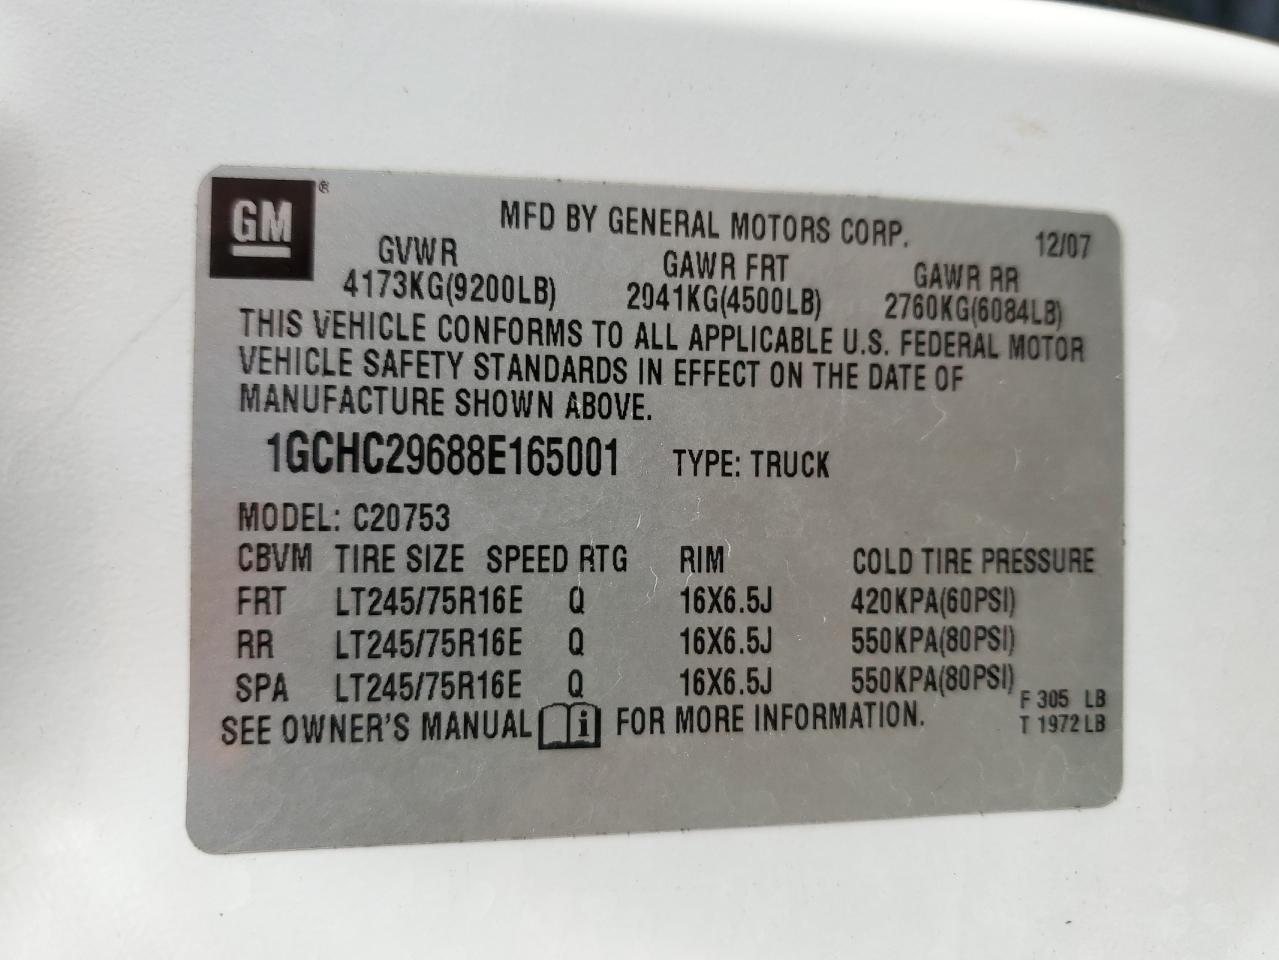 GM ®
MFD BY GENERAL MOTORS CORP.
12/07
GVWR GAWR FRT GAWR RR
4173KG(9200LB) 2041KG(4500LB) 2760KG(6084LB)
THIS VEHICLE CONFORMS TO ALL APPLICABLE U.S. FEDERAL MOTOR
VEHICLE SAFETY STANDARDS IN EFFECT ON THE DATE OF
MANUFACTURE SHOWN ABOVE.
1GCHC29688E165001 TYPE: TRUCK
MODEL: C20753
CBVM TIRE SIZE SPEED RTG RIM COLD TIRE PRESSURE
FRT LT245/75R16E Q 16X6.5J 420KPA(60PSI)
RR LT245/75R16E Q 16X6.5J 550KPA(80PSI)
SPA LT245/75R16E Q 16X6.5J 550KPA(80PSI)
F 305 LB
SEE OWNER'S MANUAL i FOR MORE INFORMATION.
T 1972 LB